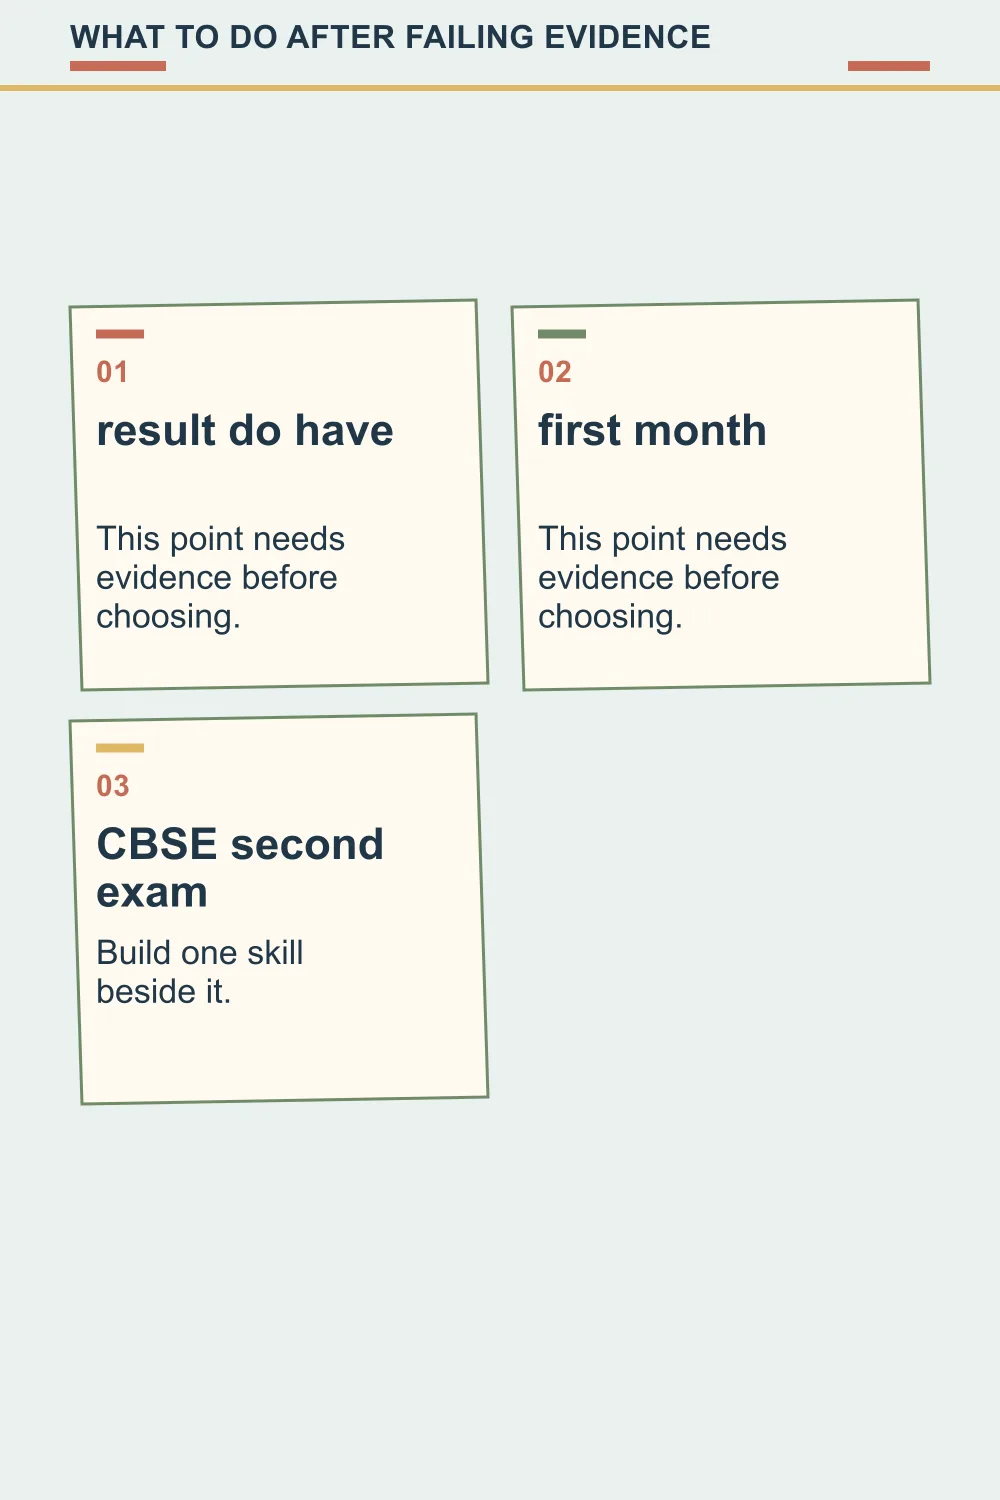 WHAT TO DO AFTER FAILING EVIDENCE
01
result do have
This point needs
evidence before
choosing.
02
first month
This point needs
evidence before
choosing.
03
CBSE second
exam
Build one skill
beside it.